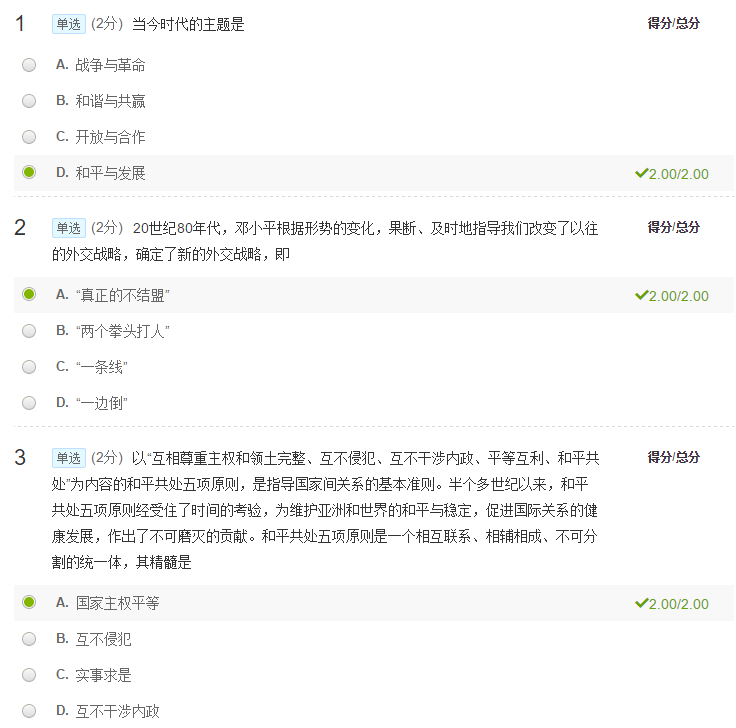 1 单选 (2分) 当今时代的主题是 得分/总分
A. 战争与革命
B. 和谐与共赢
C. 开放与合作
D. 和平与发展 2.00/2.00
2 单选 (2分) 20世纪80年代，邓小平根据形势的变化，果断、及时地指导我们改变了以往 得分/总分
的外交战略，确定了新的外交战略，即
A. “真正的不结盟” 2.00/2.00
B. “两个拳头打人”
C. “一条线”
D. “一边倒”
3 单选 (2分) 以“互相尊重主权和领土完整、互不侵犯、互不干涉内政、平等互利、和平共 得分/总分
处”为内容的和平共处五项原则，是指导国家间关系的基本准则。半个多世纪以来，和平
共处五项原则经受住了时间的考验，为维护亚洲和世界的和平与稳定，促进国际关系的健
康发展，作出了不可磨灭的贡献。和平共处五项原则是一个相互联系、相辅相成、不可分
割的统一体，其精髓是
A. 国家主权平等 2.00/2.00
B. 互不侵犯
C. 实事求是
D. 互不干涉内政